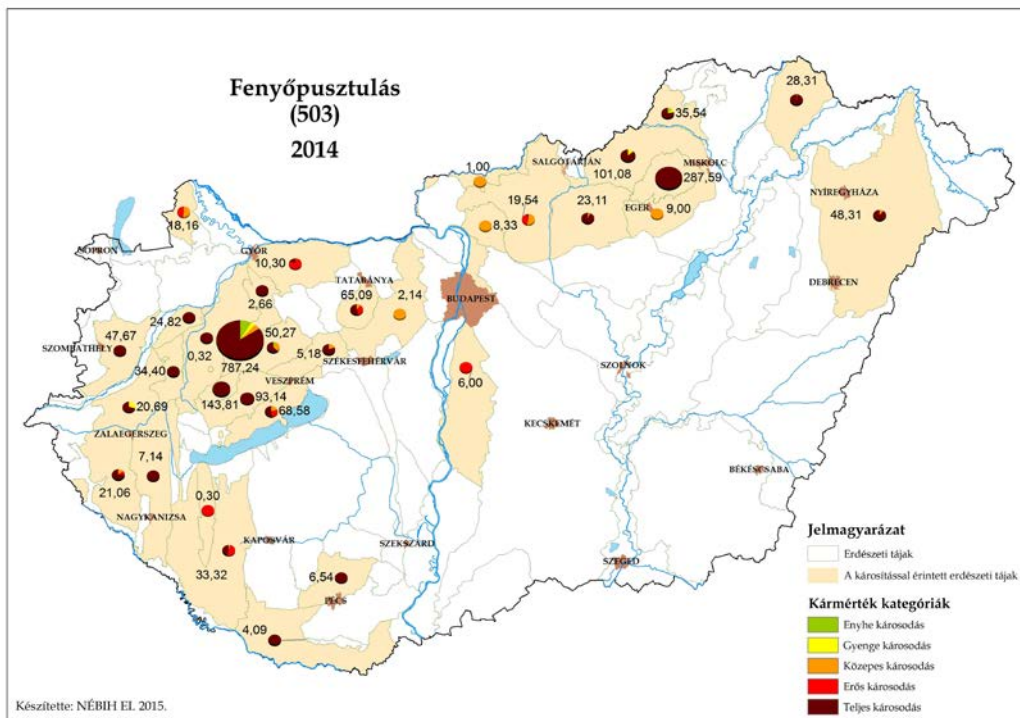 Fenyőpusztulás
(503)
2014
28,31
35,54
SALGÓTARJÁN
MISKOLC
101,08
287,59
1,00
NYÍREGYHÁZA
19,54
23,11
EGER
9,00
48,31
8,33
18,16
SOPRON
GYŐR
10,30
TATABÁNYA
65,09
2,14
BUDAPEST
DEBRECEN
2,66
24,82
47,67
SZOMBATHELY
50,27
0,32
787,24
5,18
SZÉKESFEHÉRVÁR
34,40
VESZPRÉM
6,00
SZOLNOK
143,81
93,14
68,58
20,69
ZALAEGERSZEG
KECSKEMÉT
7,14
21,06
BÉKÉSCSABA
0,30
NAGYKANIZSA
KAPOSVÁR
SZEKSZÁRD
33,32
SZEGED
6,54
PÉCS
4,09
Jelmagyarázat
Erdészeti tájak
A károsítással érintett erdészeti tájak
Kármérték kategóriák
Enyhe károsodás
Gyenge károsodás
Közepes károsodás
Erős károsodás
Teljes károsodás
Készítette: NÉBIH EI. 2015.